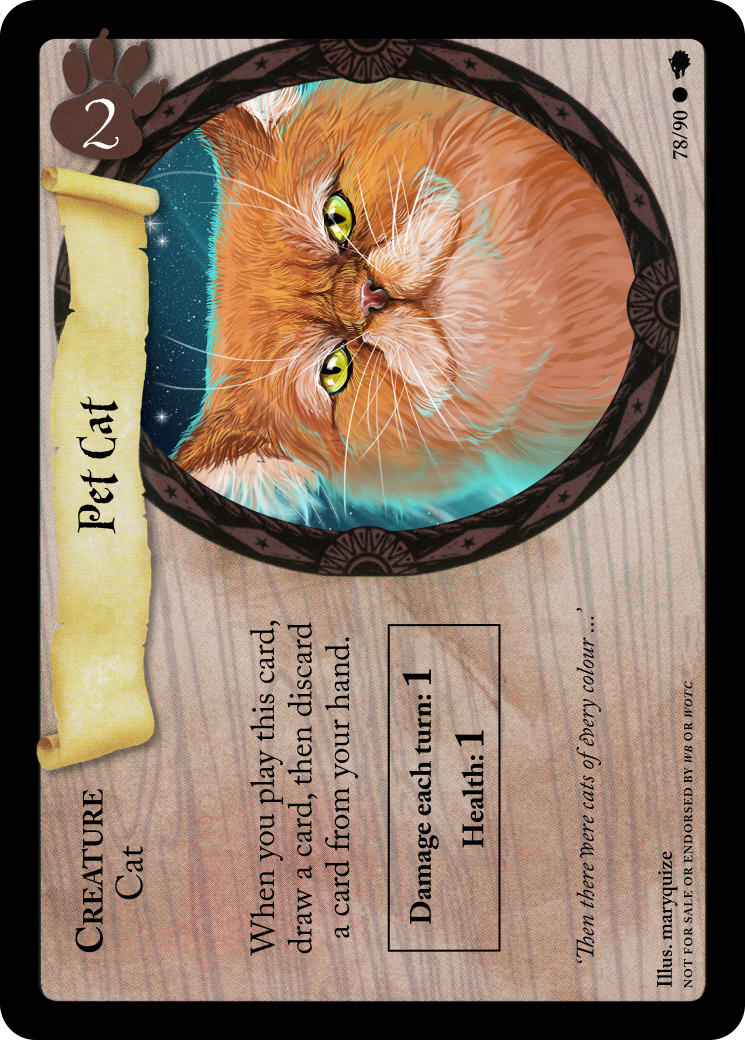 CREATURE
Cat
Pet Cat
2
When you play this card,
draw a card, then discard
a card from your hand.
Damage each turn: 1
Health: 1
‘Then there were cats of every colour ...’
Illus. maryquize
NOT FOR SALE OR ENDORSED BY WB OR WOTC
78/90